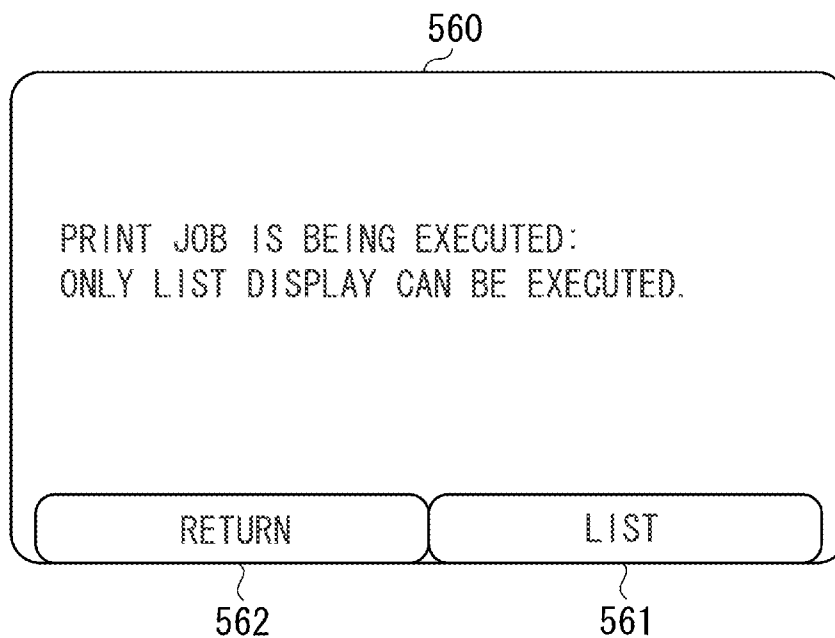 560
PRINT JOB IS BEING EXECUTED:
ONLY LIST DISPLAY CAN BE EXECUTED.
RETURN LIST
562 561